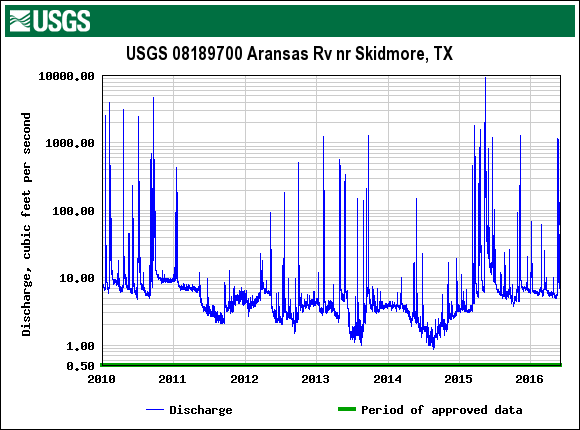 USGS
USGS 08189700 Aransas Rv nr Skidmore, TX
Discharge, cubic feet per second
10000.00
1000.00
100.00
10.00
1.00
0.50
2010 2011 2012 2013 2014 2015 2016
Discharge Period of approved data